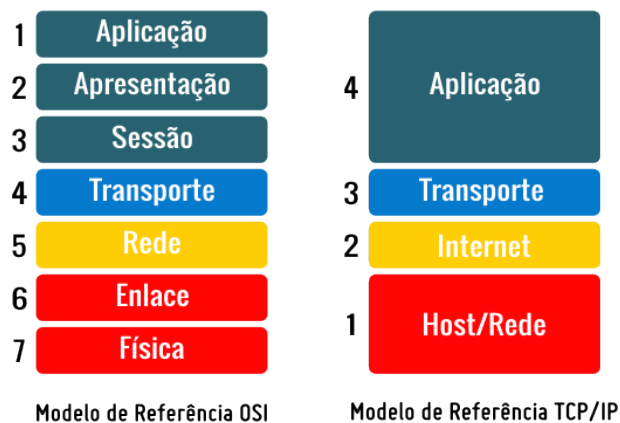 1 Aplicação
2 Apresentação
3 Sessão
4 Transporte
5 Rede
6 Enlace
7 Física
Modelo de Referência OSI
4 Aplicação
3 Transporte
2 Internet
1 Host/Rede
Modelo de Referência TCP/IP